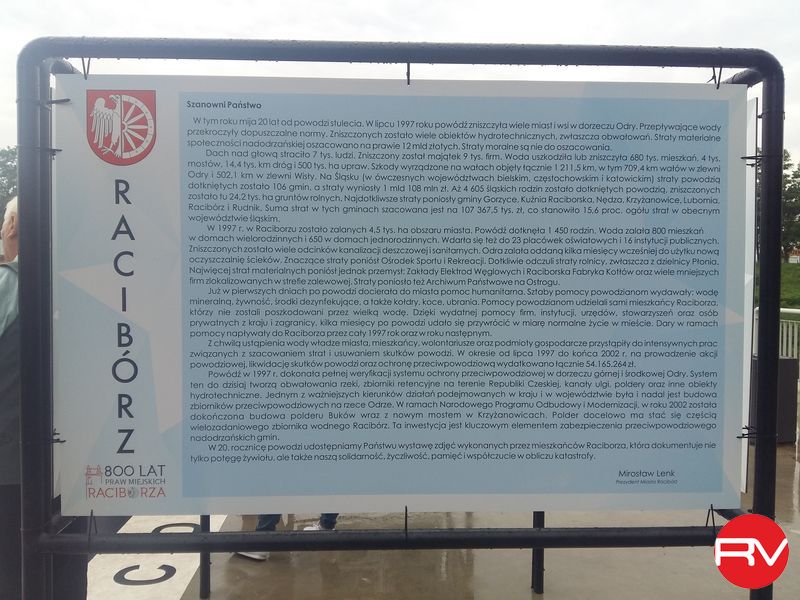 RACIBÓRZ
800 LAT
PRAW MIEJSKICH
RACIBORZA
Szanowni Państwo
W tym roku mija 20 lat od powodzi stulecia. W lipcu 1997 roku powódź zniszczyła wiele miast i wsi w dorzeczu Odry. Przepływające wody
przekroczyły dopuszczalne normy. Zniszczonych zostało wiele obiektów hydrotechnicznych, zwłaszcza obwałowań. Straty materialne
społeczności nadodrzańskiej oszacowano na prawie 12 mld złotych. Straty moralne są nie do oszacowania.
Dach nad głową straciło 7 tys. ludzi. Zniszczony został majątek 9 tys. firm. Woda uszkodziła lub zniszczyła 680 tys. mieszkań, 4 tys.
mostów, 14,4 tys. km dróg i 500 tys. ha upraw. Szkody wyrządzone na wałach objęły łącznie 1 211,5 km, w tym 709,4 km wałów w zlewni
Odry i 502,1 km w zlewni Wisły. Na Śląsku (w ówczesnych województwach bielskim, częstochowskim i katowickim) straty powodzią
dotkniętych zostało 106 gmin, a straty wyniosły 1 mld 108 mln zł. Aż 4 605 śląskich rodzin zostało dotkniętych powodzią, zniszczonych
zostało tu 24,2 tys. ha gruntów rolnych. Najdotkliwsze straty poniosły gminy Gorzyce, Kuźnia Raciborska, Nędza, Krzyżanowice, Lubomia,
Racibórz i Rudnik. Suma strat w tych gminach szacowana jest na 107 367,5 tys. zł, co stanowiło 15,6 proc. ogółu strat w obecnym
województwie śląskim.
W 1997 r. w Raciborzu zostało zalanych 4,5 tys. ha obszaru miasta. Powódź dotknęła 1 450 rodzin. Woda zalała 800 mieszkań
w domach wielorodzinnych i 650 w domach jednorodzinnych. Wdarła się też do 23 placówek oświatowych i 16 instytucji publicznych.
Zniszczonych zostało wiele odcinków kanalizacji deszczowej i sanitarnych. Odra zalała oddaną kilka miesięcy wcześniej do użytku nową
oczyszczalnię ścieków. Znaczące straty poniósł Ośrodek Sportu i Rekreacji. Dotkliwie odczuli straty rolnicy, zwłaszcza z dzielnicy Płonia.
Najwięcej strat materialnych poniósł jednak przemysł: Zakłady Elektrod Węglowych i Raciborska Fabryka Kotłów oraz wiele mniejszych
firm zlokalizowanych w strefie zalewowej. Straty poniosło też Archiwum Państwowe na Ostrogu.
Już w pierwszych dniach po powodzi docierała do miasta pomoc humanitarna. Sztaby pomocy powodzianom wydawały: wodę
mineralną, żywność, środki dezynfekujące, a także kołdry, koce, ubrania. Pomocy powodzianom udzielali sami mieszkańcy Raciborza,
którzy nie zostali poszkodowani przez wielką wodę. Dzięki wydatnej pomocy firm, instytucji, urzędów, stowarzyszeń oraz osób
prywatnych z kraju i zagranicy, kilka miesięcy po powodzi udało się przywrócić w miarę normalne życie w mieście. Dary w ramach
pomocy napływały do Raciborza przez cały 1997 rok oraz w roku następnym.
Z chwilą ustąpienia wody władze miasta, mieszkańcy, wolontariusze oraz podmioty gospodarcze przystąpiły do intensywnych prac
związanych z szacowaniem strat i usuwaniem skutków powodzi. W okresie od lipca 1997 do końca 2002 r. na prowadzenie akcji
powodziowej, likwidację skutków powodzi oraz ochronę przeciwpowodziową wydatkowano łącznie 54.165.264 zł.
Powódź w 1997 r. dokonała pełnej weryfikacji systemu ochrony przeciwpowodziowej w dorzeczu górnej i środkowej Odry. System
ten do dzisiaj tworzą obwałowania rzeki, zbiorniki retencyjne na terenie Republiki Czeskiej, kanały ulgi, poldery oraz inne obiekty
hydrotechniczne. Jednym z ważniejszych kierunków działań podejmowanych w kraju i w województwie była i nadal jest budowa
zbiorników przeciwpowodziowych na rzece Odrze. W ramach Narodowego Programu Odbudowy i Modernizacji, w roku 2002 została
dokończona budowa polderu Buków wraz z nowym mostem w Krzyżanowicach. Polder docelowo ma stać się częścią
wielozadaniowego zbiornika wodnego Racibórz. Ta inwestycja jest kluczowym elementem zabezpieczenia przeciwpowodziowego
nadodrzańskich gmin.
W 20. rocznicę powodzi udostępniamy Państwu wystawę zdjęć wykonanych przez mieszkańców Raciborza, która dokumentuje nie
tylko potęgę żywiołu, ale także naszą solidarność, życzliwość, pamięć i współczucie w obliczu katastrofy.
Mirosław Lenk
Prezydent Miasta Racibórz
RV